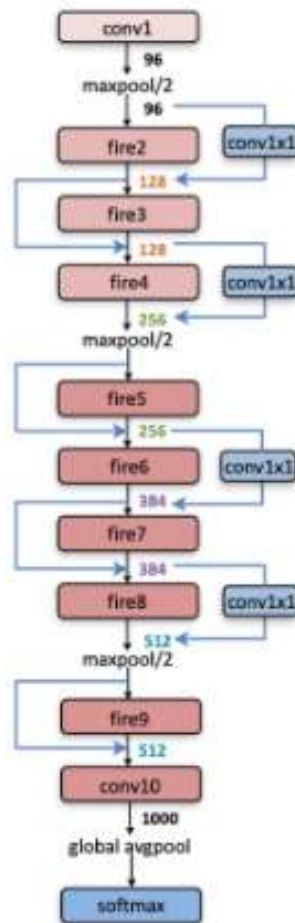 conv1
96
maxpool/2
96
fire2
conv1x1
128
fire3
128
fire4
conv1x1
256
maxpool/2
fire5
256
fire6
conv1x1
384
fire7
384
fire8
conv1x1
512
maxpool/2
fire9
512
conv10
1000
global avgpool
softmax